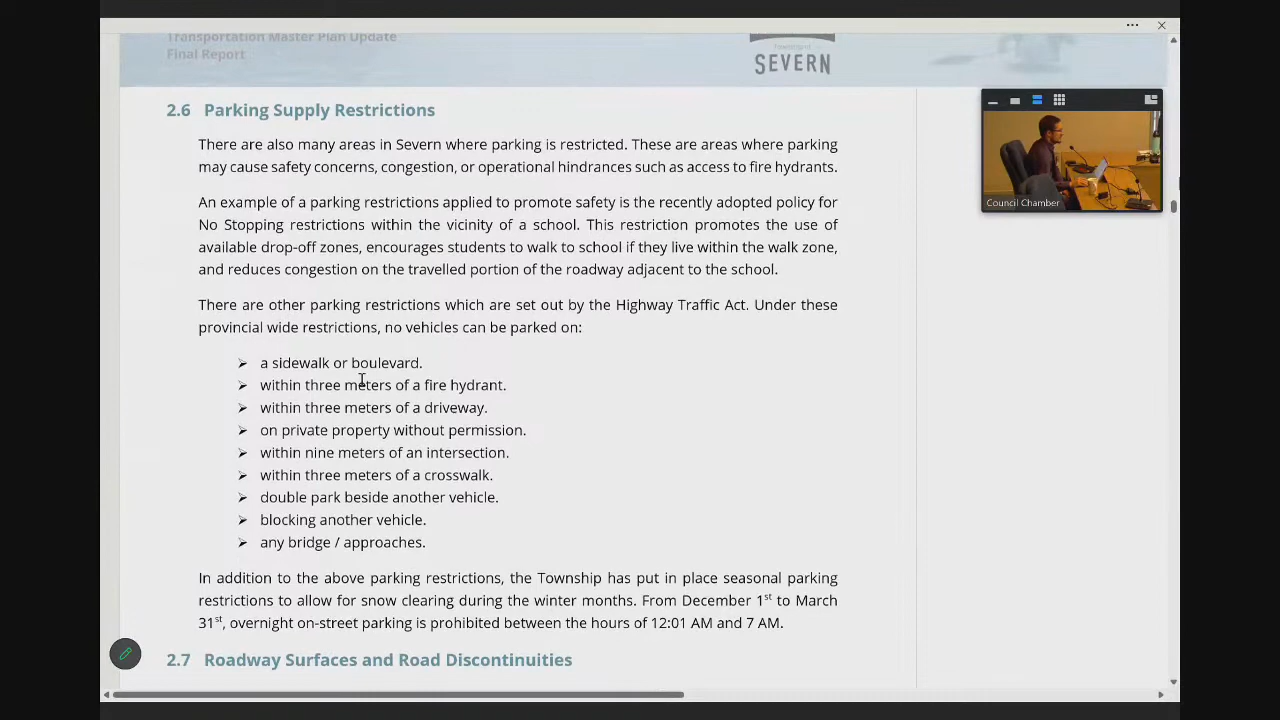 Transportation Master Plan Update
Final Report
Township of
SEVERN
2.6 Parking Supply Restrictions
There are also many areas in Severn where parking is restricted. These are areas where parking
may cause safety concerns, congestion, or operational hindrances such as access to fire hydrants.
An example of a parking restrictions applied to promote safety is the recently adopted policy for
No Stopping restrictions within the vicinity of a school. This restriction promotes the use of
available drop-off zones, encourages students to walk to school if they live within the walk zone,
and reduces congestion on the travelled portion of the roadway adjacent to the school.
There are other parking restrictions which are set out by the Highway Traffic Act. Under these
provincial wide restrictions, no vehicles can be parked on:
➢ a sidewalk or boulevard.
➢ within three meters of a fire hydrant.
➢ within three meters of a driveway.
➢ on private property without permission.
➢ within nine meters of an intersection.
➢ within three meters of a crosswalk.
➢ double park beside another vehicle.
➢ blocking another vehicle.
➢ any bridge / approaches.
In addition to the above parking restrictions, the Township has put in place seasonal parking
restrictions to allow for snow clearing during the winter months. From December 1st to March
31st, overnight on-street parking is prohibited between the hours of 12:01 AM and 7 AM.
2.7 Roadway Surfaces and Road Discontinuities
Council Chamber